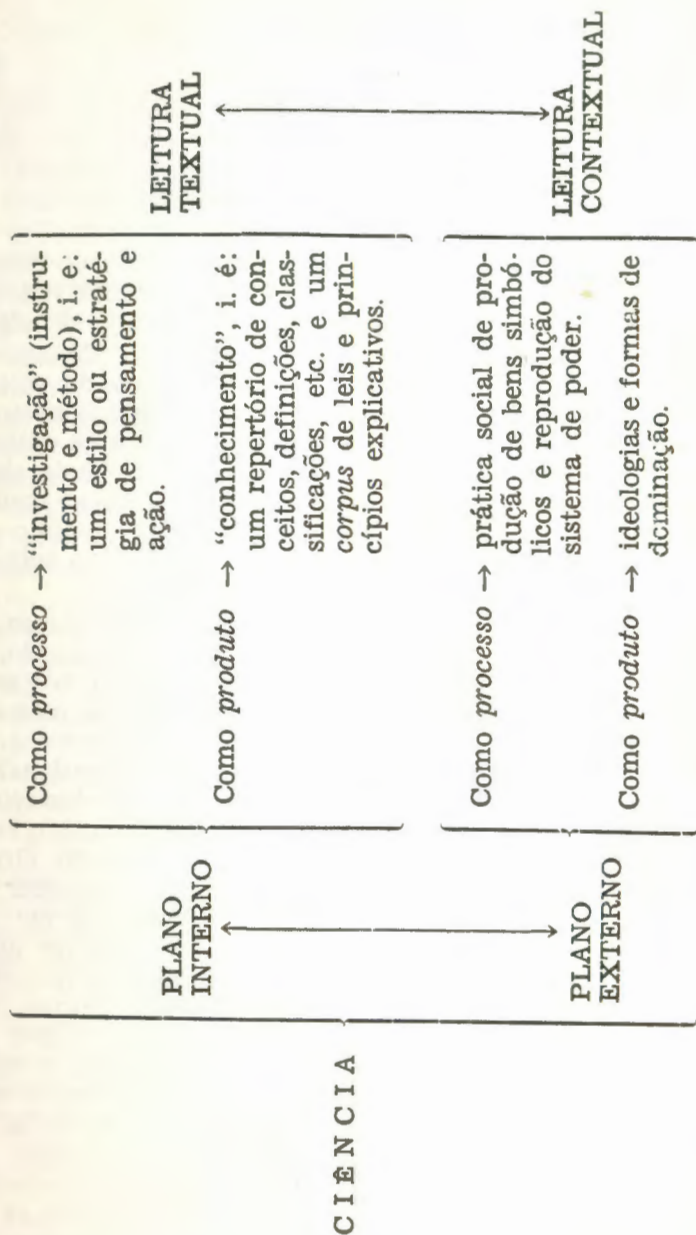 CIÊNCIA
PLANO
INTERNO
Como processo → “investigação” (instru-
mento e método), i. e:
um estilo ou estraté-
gia de pensamento e
ação.
Como produto → “conhecimento”, i. é:
um repertório de con-
ceitos, definições, clas-
sificações, etc. e um
corpus de leis e prin-
cípios explicativos.
LEITURA
TEXTUAL
PLANO
EXTERNO
Como processo → prática social de pro-
dução de bens simbó-
licos e reprodução do
sistema de poder.
Como produto → ideologias e formas de
dominação.
LEITURA
CONTEXTUAL